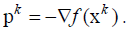 pᵏ = −∇f(xᵏ).